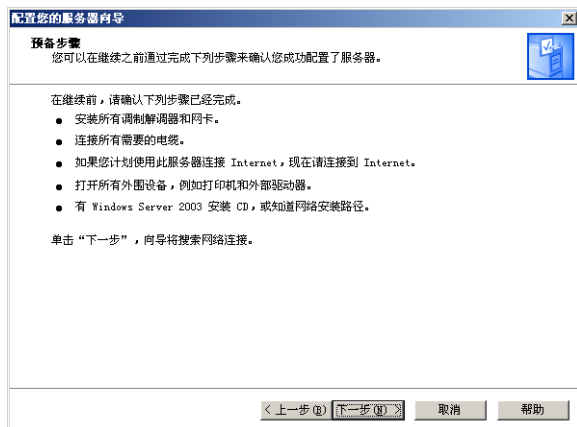 配置您的服务器向导
预备步骤
您可以在继续之前通过完成下列步骤来确认您成功配置了服务器。
在继续前，请确认下列步骤已经完成。
● 安装所有调制解调器和网卡。
● 连接所有需要的电缆。
● 如果您计划使用此服务器连接 Internet，现在请连接到 Internet。
● 打开所有外围设备，例如打印机和外部驱动器。
● 有 Windows Server 2003 安装 CD，或知道网络安装路径。
单击“下一步”，向导将搜索网络连接。
< 上一步(B) 下一步(N) > 取消 帮助